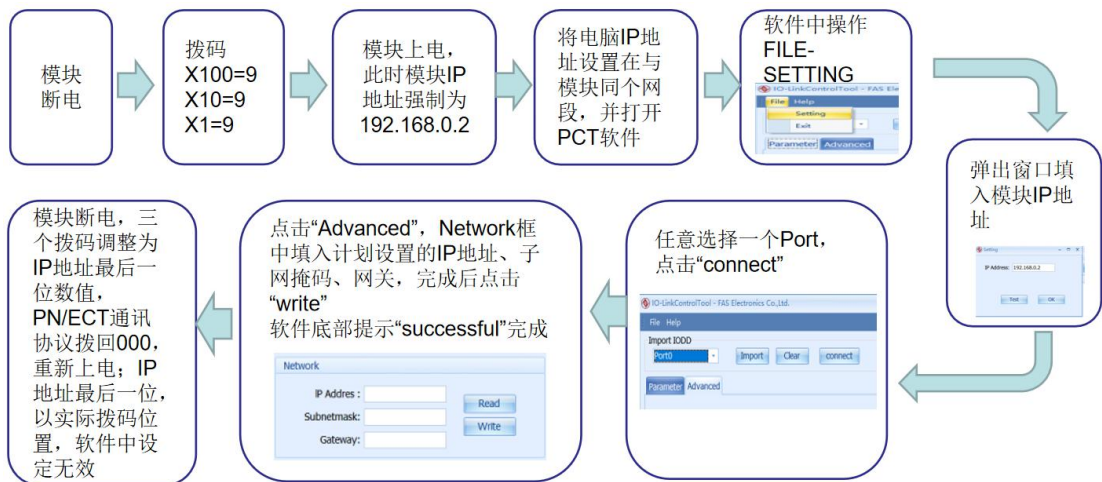 模块
断电
拨码
X100=9
X10=9
X1=9
模块上电，
此时模块IP
地址强制为
192.168.0.2
将电脑IP地
址设置在与
模块同个网
段，并打开
PCT软件
软件中操作
FILE-
SETTING
IO-LinkControlTool - FAS Ele
File Help
Setting
Exit
Parameter Advanced
弹出窗口填
入模块IP地
址
Setting
IP Address: 192.168.0.2
Test OK
任意选择一个Port，
点击“connect”
IO-LinkControlTool - FAS Electronics Co.,Ltd.
File Help
Import IODD
Port0 Import Clear connect
Parameter Advanced
点击“Advanced”，Network框
中填入计划设置的IP地址、子
网掩码、网关，完成后点击
“write”
软件底部提示“successful”完成
Network
IP Addres :
Read
Subnetmask:
Write
Gateway:
模块断电，三
个拨码调整为
IP地址最后一
位数值，
PN/ECT通讯
协议拨回000，
重新上电；IP
地址最后一位，
以实际拨码位
置，软件中设
定无效